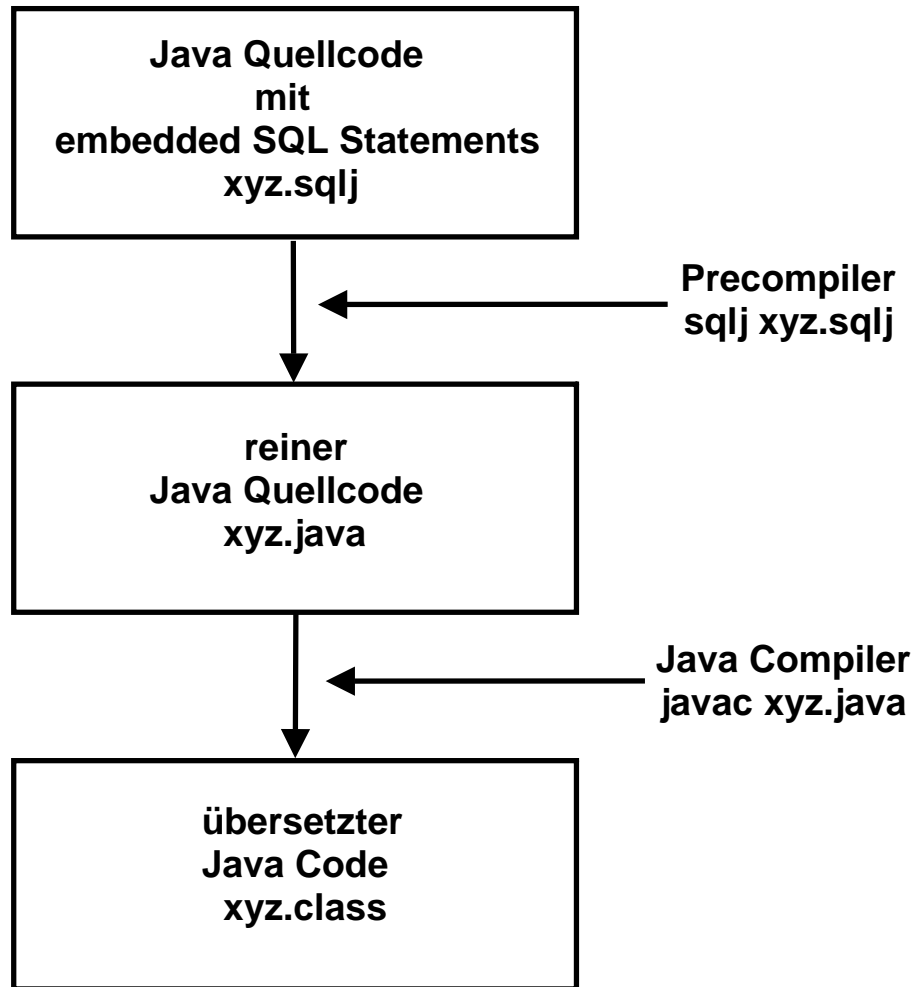 Java Quellcode
mit
embedded SQL Statements
xyz.sqlj
Precompiler
sqlj xyz.sqlj
reiner
Java Quellcode
xyz.java
Java Compiler
javac xyz.java
übersetzter
Java Code
xyz.class